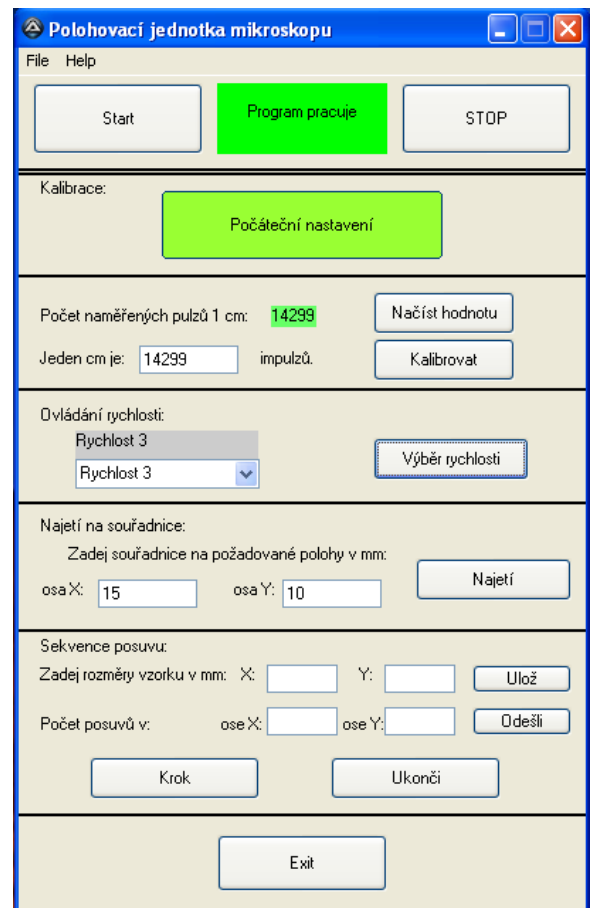 Polohovací jednotka mikroskopu
File Help
Start Program pracuje STOP
Kalibrace:
Počáteční nastavení
Počet naměřených pulzů 1 cm: 14299 Načíst hodnotu
Jeden cm je: 14299 impulzů. Kalibrovat
Ovládání rychlosti:
Rychlost 3
Rychlost 3 Výběr rychlosti
Najetí na souřadnice:
Zadej souřadnice na požadované polohy v mm:
osa X: 15 osa Y: 10 Najetí
Sekvence posuvu:
Zadej rozměry vzorku v mm: X: Y: Ulož
Počet posuvů v: ose X: ose Y: Odešli
Krok Ukonči
Exit